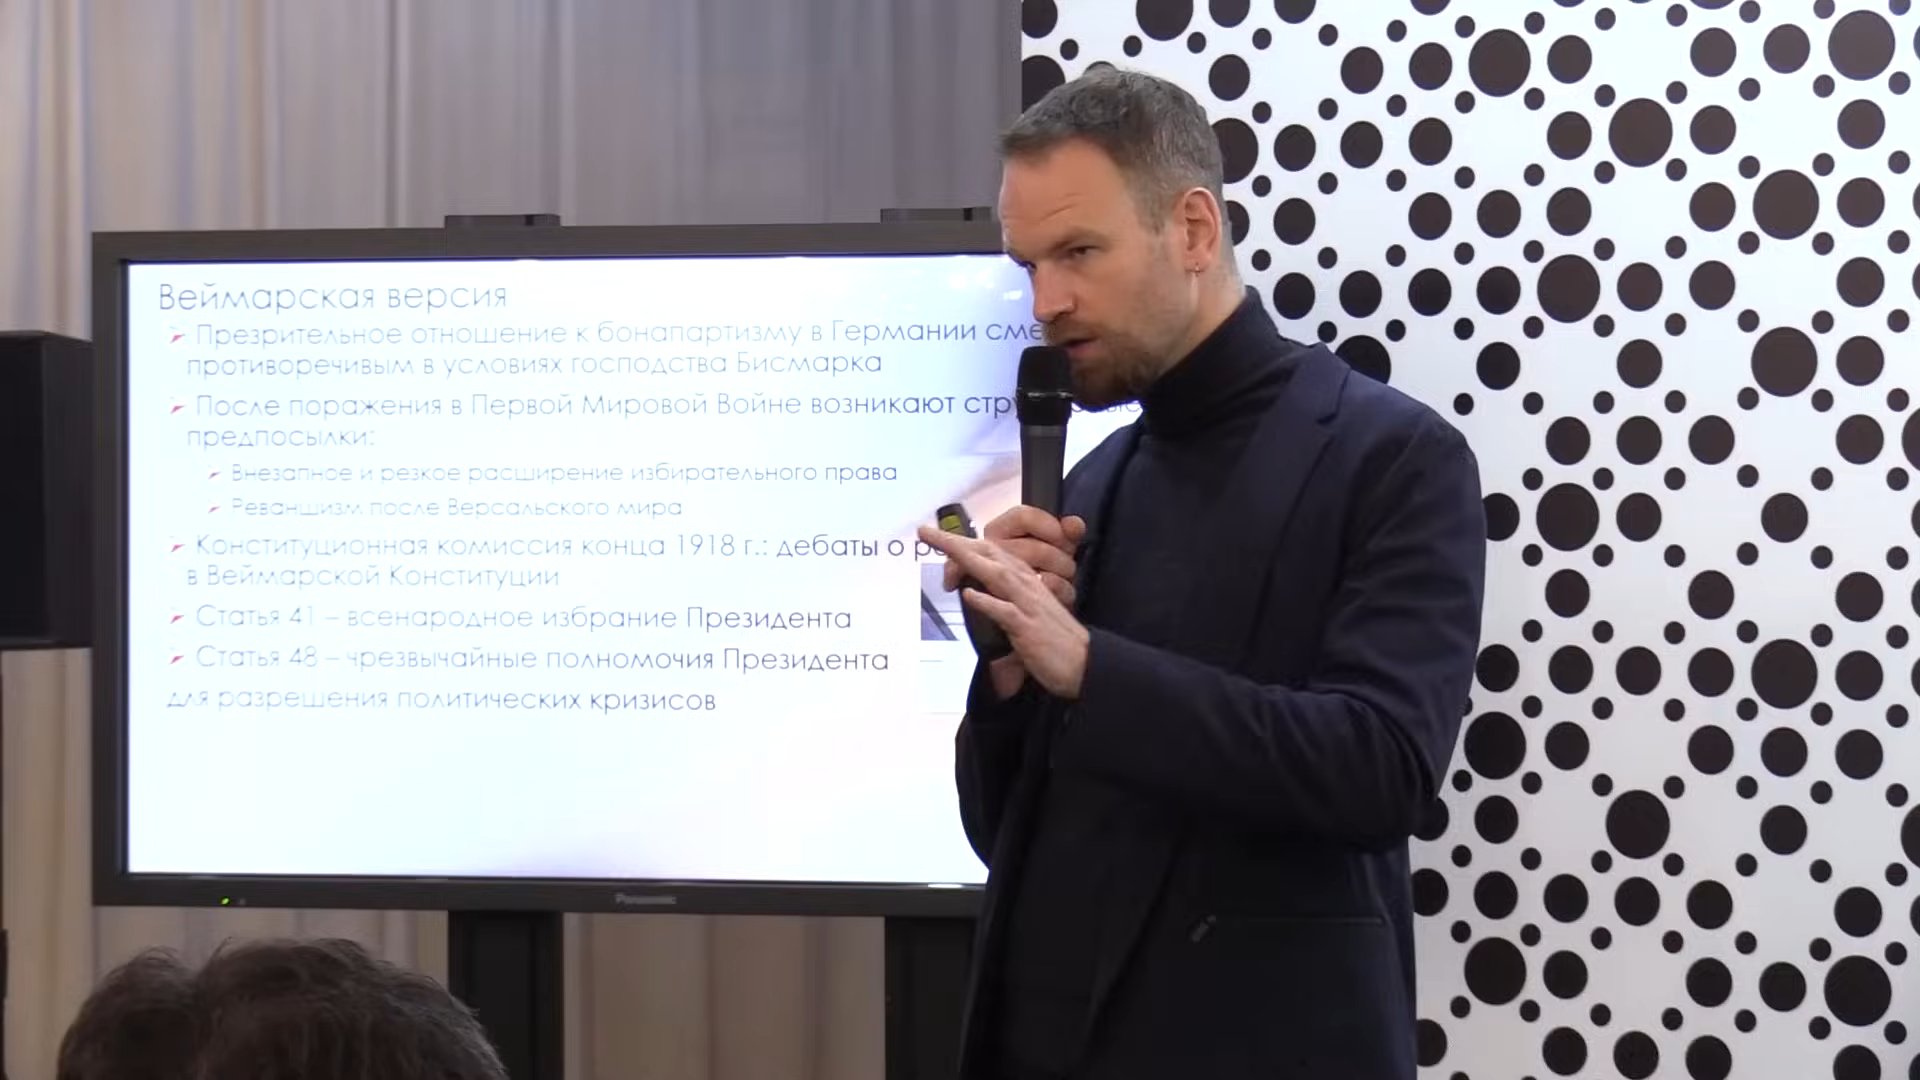 Веймарская версия
Презрительное отношение к бонапартизму в Германии
противоречивым в условиях господства Бисмарка
После поражения в Первой Мировой Войне возникают
предпосылки:
Внезапное и резкое расширение избирательного права
Реваншизм после Версальского мира
Конституционная комиссия конца 1918 г.: дебаты о
в Веймарской Конституции
Статья 41 – всенародное избрание Президента
Статья 48 – чрезвычайные полномочия Президента
для разрешения политических кризисов
Panasonic